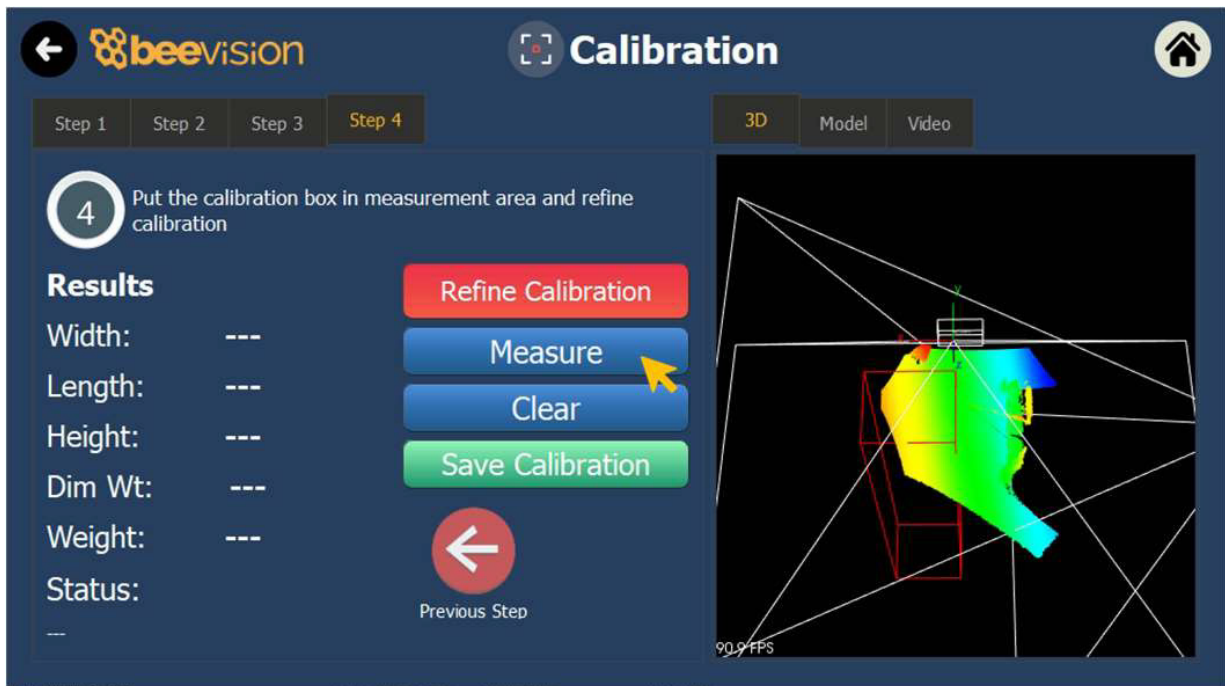 beevision
Calibration
Step 1
Step 2
Step 3
Step 4
3D
Model
Video
4
Put the calibration box in measurement area and refine
calibration
Results
Width: ---
Length: ---
Height: ---
Dim Wt: ---
Weight: ---
Status:
---
Refine Calibration
Measure
Clear
Save Calibration
Previous Step
y
z
90.9 FPS